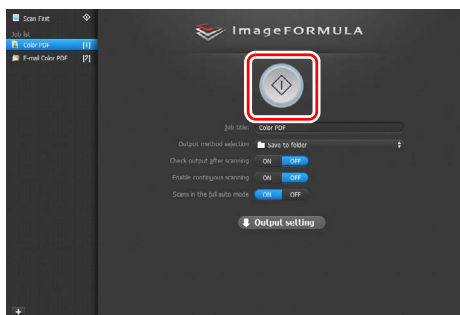 Scan First
Job list
Color PDF [1]
E-mail Color PDF [2]
ImageFORMULA
Job title: Color PDF
Output method selection Save to folder
Check output after scanning ON OFF
Enable continuous scanning ON OFF
Scans in the full auto mode ON OFF
Output setting
+